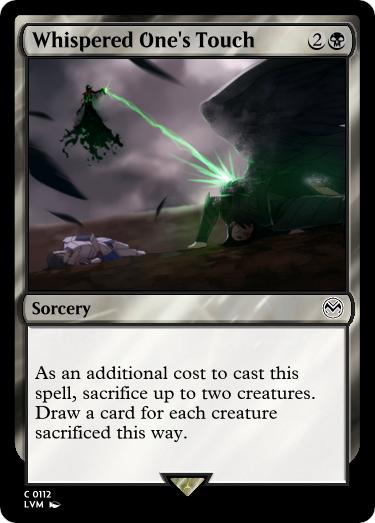 Whispered One's Touch 2
Sorcery
As an additional cost to cast this
spell, sacrifice up to two creatures.
Draw a card for each creature
sacrificed this way.
C 0112
LVM